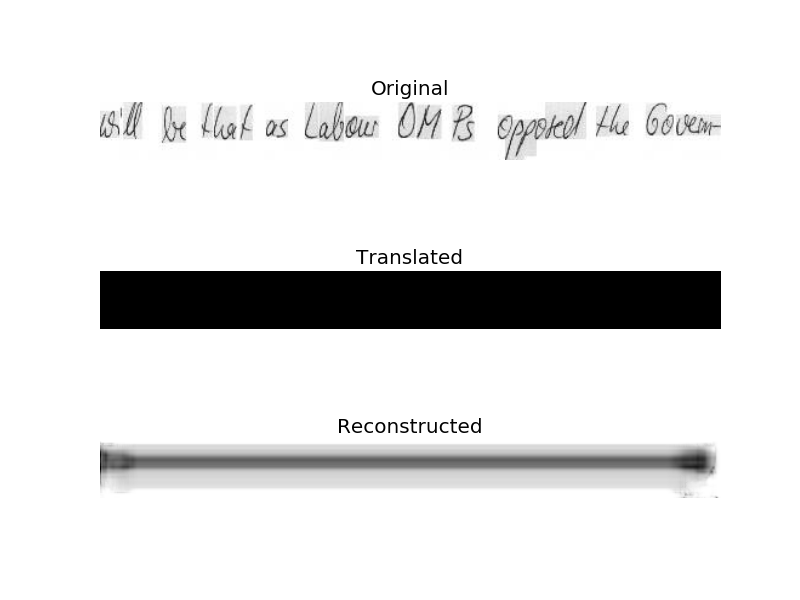 Original
will be that as Labour OM Ps opposed the Govern-
Translated
Reconstructed